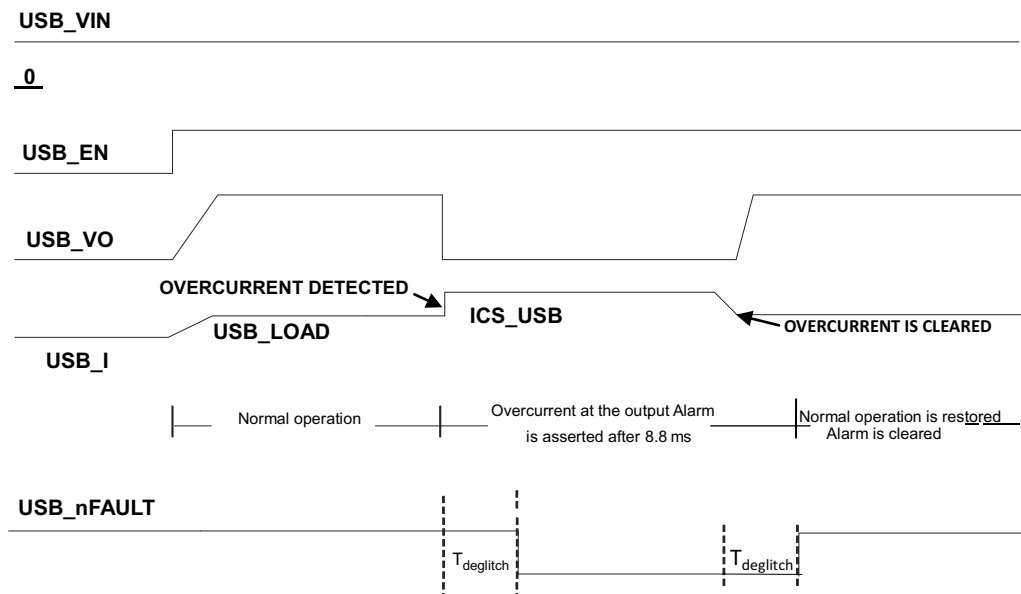 USB_VIN
0
USB_EN
USB_VO
OVERCURRENT DETECTED
ICS_USB
USB_LOAD
OVERCURRENT IS CLEARED
USB_I
Normal operation
Overcurrent at the output Alarm
is asserted after 8.8 ms
Normal operation is restored
Alarm is cleared
USB_nFAULT
Tdeglitch
Tdeglitch